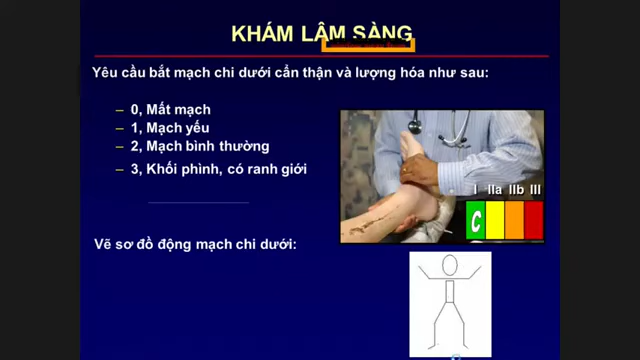 KHÁM LÂM SÀNG
Yêu cầu bắt mạch chi dưới cẩn thận và lượng hóa như sau:
– 0, Mất mạch
– 1, Mạch yếu
– 2, Mạch bình thường
– 3, Khối phình, có ranh giới
I IIa IIb III
C
Vẽ sơ đồ động mạch chi dưới: